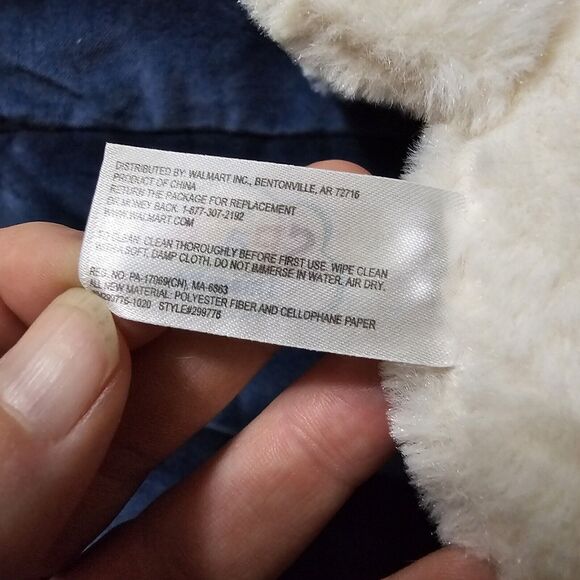 DISTRIBUTED BY: WALMART INC., BENTONVILLE, AR 72716
PRODUCT OF CHINA
RETURN THE PACKAGE FOR REPLACEMENT
OR MONEY BACK. 1-877-307-2192
WWW.WALMART.COM
TO CLEAN: CLEAN THOROUGHLY BEFORE FIRST USE. WIPE CLEAN
WITH SOFT, DAMP CLOTH. DO NOT IMMERSE IN WATER. AIR DRY.
REG. NO. PA-17069(CN), MA-6963
ALL NEW MATERIAL: POLYESTER FIBER AND CELLOPHANE PAPER
STYLE#299776